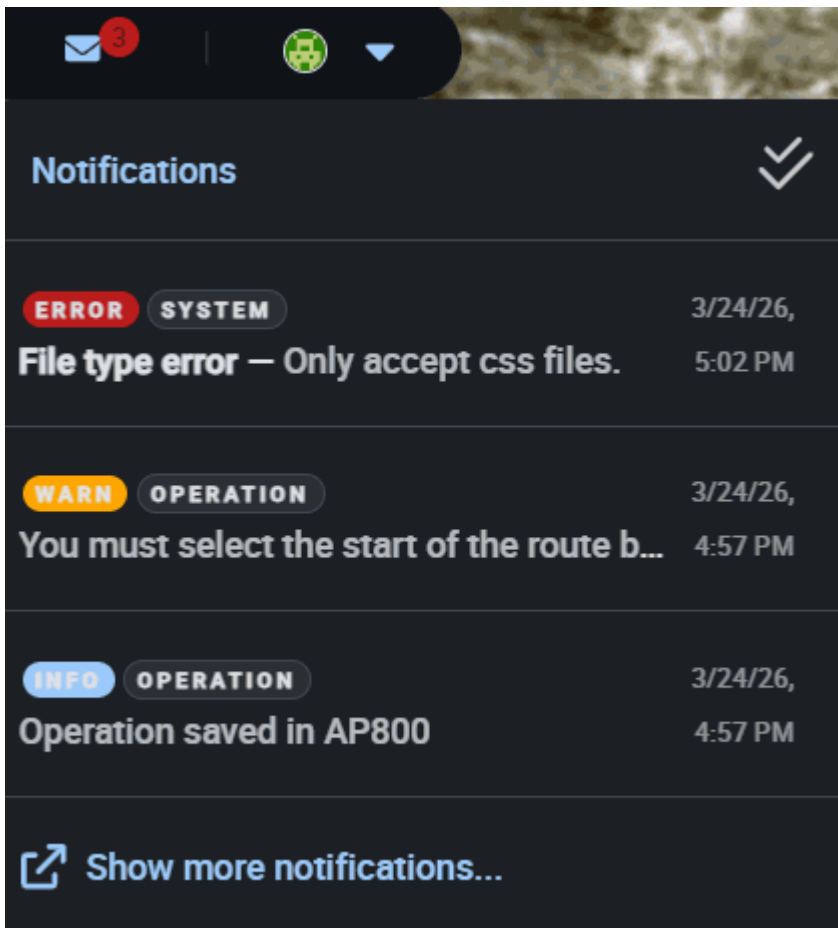 3
Notifications
ERROR SYSTEM
3/24/26,
File type error — Only accept css files.
5:02 PM
WARN OPERATION
3/24/26,
You must select the start of the route b...
4:57 PM
INFO OPERATION
3/24/26,
Operation saved in AP800
4:57 PM
Show more notifications...